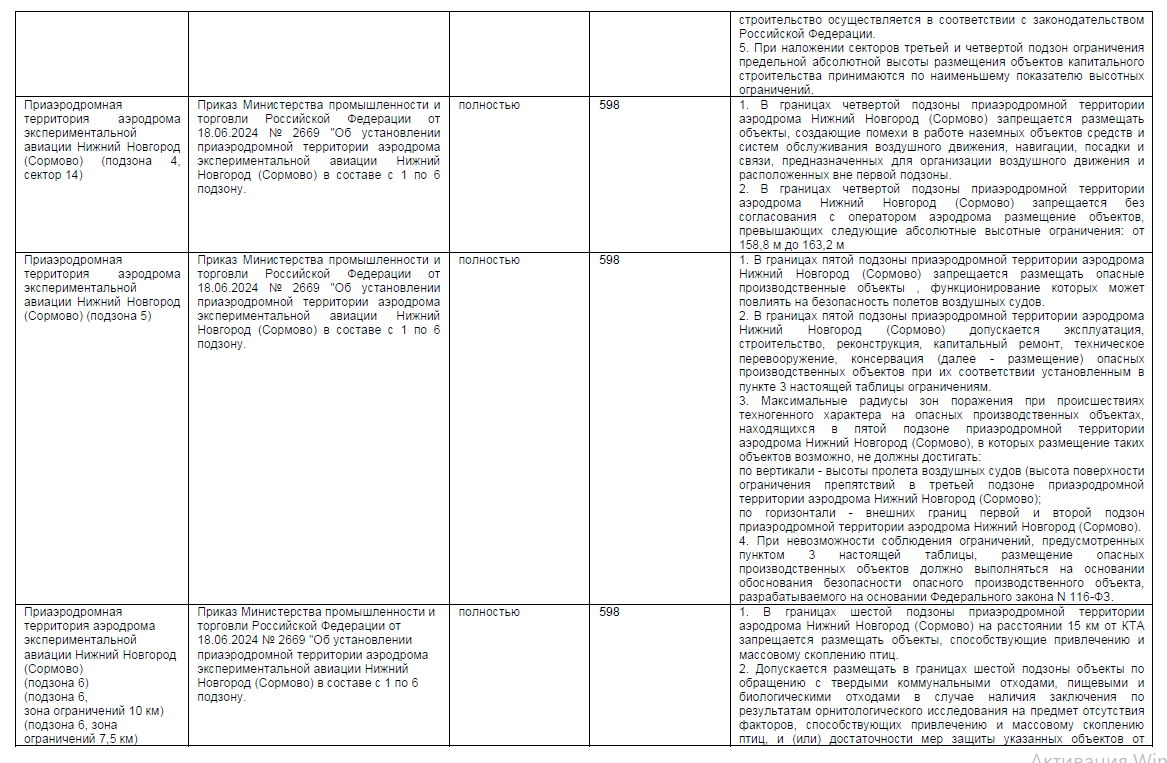 строительство осуществляется в соответствии с законодательством
Российской Федерации.
5. При наложении секторов третьей и четвертой подзон ограничения
предельной абсолютной высоты размещения объектов капитального
строительства принимаются по наименьшему показателю высотных
ограничений.
Приаэродромная
территория аэродрома
экспериментальной
авиации Нижний Новгород
(Сормово) (подзона 4,
сектор 14)
Приказ Министерства промышленности и
торговли Российской Федерации от
18.06.2024 № 2669 "Об установлении
приаэродромной территории аэродрома
экспериментальной авиации Нижний
Новгород (Сормово) в составе с 1 по 6
подзону.
полностью
598
1. В границах четвертой подзоны приаэродромной территории
аэродрома Нижний Новгород (Сормово) запрещается размещать
объекты, создающие помехи в работе наземных объектов средств и
систем обслуживания воздушного движения, навигации, посадки и
связи, предназначенных для организации воздушного движения и
расположенных вне первой подзоны.
2. В границах четвертой подзоны приаэродромной территории
аэродрома Нижний Новгород (Сормово) запрещается без
согласования с оператором аэродрома размещение объектов,
превышающих следующие абсолютные высотные ограничения: от
158,8 м до 163,2 м
Приаэродромная
территория аэродрома
экспериментальной
авиации Нижний Новгород
(Сормово) (подзона 5)
Приказ Министерства промышленности и
торговли Российской Федерации от
18.06.2024 № 2669 "Об установлении
приаэродромной территории аэродрома
экспериментальной авиации Нижний
Новгород (Сормово) в составе с 1 по 6
подзону.
полностью
598
1. В границах пятой подзоны приаэродромной территории аэродрома
Нижний Новгород (Сормово) запрещается размещать опасные
производственные объекты , функционирование которых может
повлиять на безопасность полетов воздушных судов.
2. В границах пятой подзоны приаэродромной территории аэродрома
Нижний Новгород (Сормово) допускается эксплуатация,
строительство, реконструкция, капитальный ремонт, техническое
перевооружение, консервация (далее - размещение) опасных
производственных объектов при их соответствии установленным в
пункте 3 настоящей таблицы ограничениям.
3. Максимальные радиусы зон поражения при происшествиях
техногенного характера на опасных производственных объектах,
находящихся в пятой подзоне приаэродромной территории
аэродрома Нижний Новгород (Сормово), в которых размещение таких
объектов возможно, не должны достигать:
по вертикали - высоты пролета воздушных судов (высота поверхности
ограничения препятствий в третьей подзоне приаэродромной
территории аэродрома Нижний Новгород (Сормово);
по горизонтали - внешних границ первой и второй подзон
приаэродромной территории аэродрома Нижний Новгород (Сормово).
4. При невозможности соблюдения ограничений, предусмотренных
пунктом 3 настоящей таблицы, размещение опасных
производственных объектов должно выполняться на основании
обоснования безопасности опасного производственного объекта,
разрабатываемого на основании Федерального закона N 116-ФЗ.
Приаэродромная
территория аэродрома
экспериментальной
авиации Нижний Новгород
(Сормово)
(подзона 6)
(подзона 6,
зона ограничений 10 км)
(подзона 6, зона
ограничений 7,5 км)
Приказ Министерства промышленности и
торговли Российской Федерации от
18.06.2024 № 2669 "Об установлении
приаэродромной территории аэродрома
экспериментальной авиации Нижний
Новгород (Сормово) в составе с 1 по 6
подзону.
полностью
598
1. В границах шестой подзоны приаэродромной территории
аэродрома Нижний Новгород (Сормово) на расстоянии 15 км от КТА
запрещается размещать объекты, способствующие привлечению и
массовому скоплению птиц.
2. Допускается размещать в границах шестой подзоны объекты по
обращению с твердыми коммунальными отходами, пищевыми и
биологическими отходами в случае наличия заключения по
результатам орнитологического исследования на предмет отсутствия
факторов, способствующих привлечению и массовому скоплению
птиц, и (или) достаточности мер защиты указанных объектов от
Активация Win